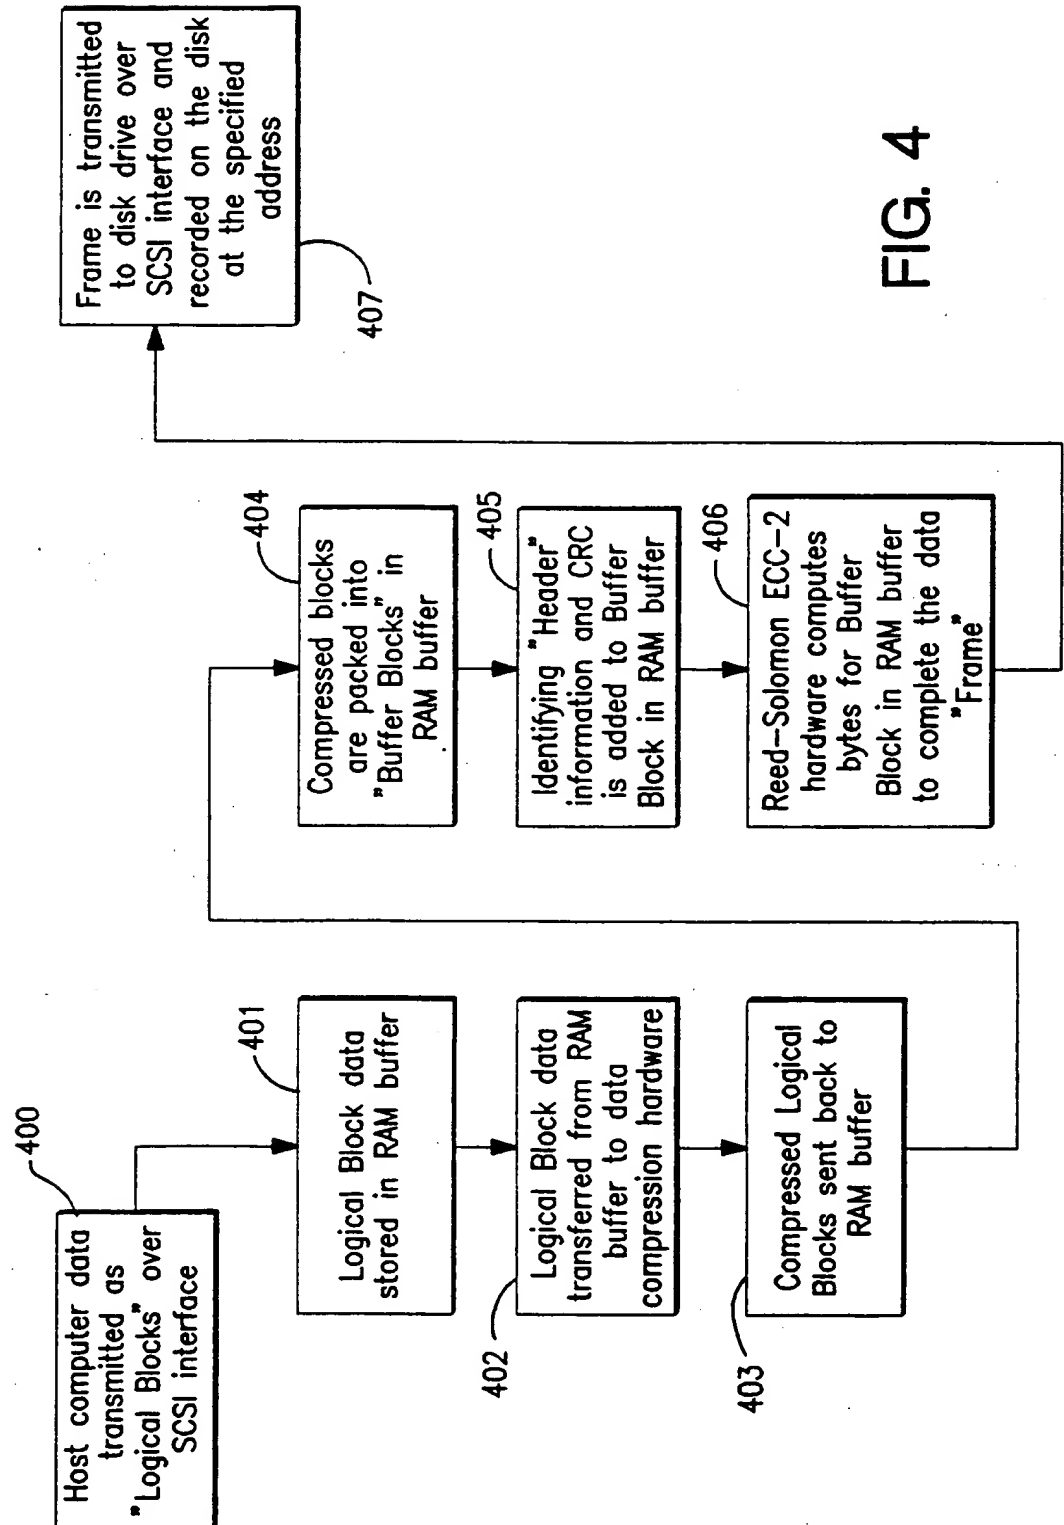 Host computer data
transmitted as
"Logical Blocks" over
SCSI interface
400
Logical Block data
stored in RAM buffer
401
Logical Block data
transferred from RAM
buffer to data
compression hardware
402
Compressed Logical
Blocks sent back to
RAM buffer
403
Compressed blocks
are packed into
"Buffer Blocks" in
RAM buffer
404
Identifying "Header"
information and CRC
is added to Buffer
Block in RAM buffer
405
Reed-Solomon ECC-2
hardware computes
bytes for Buffer
Block in RAM buffer
to complete the data
"Frame"
406
Frame is transmitted
to disk drive over
SCSI interface and
recorded on the disk
at the specified
address
407
FIG. 4